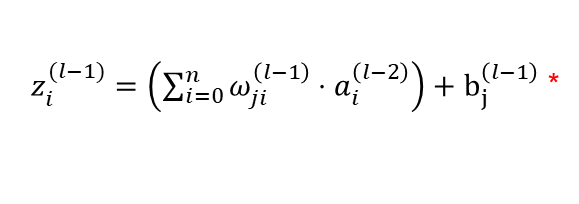 z_i^{(l−1)} = (∑_{i=0}^{n} ω_{ji}^{(l−1)} · a_i^{(l−2)}) + b_j^{(l−1)} *